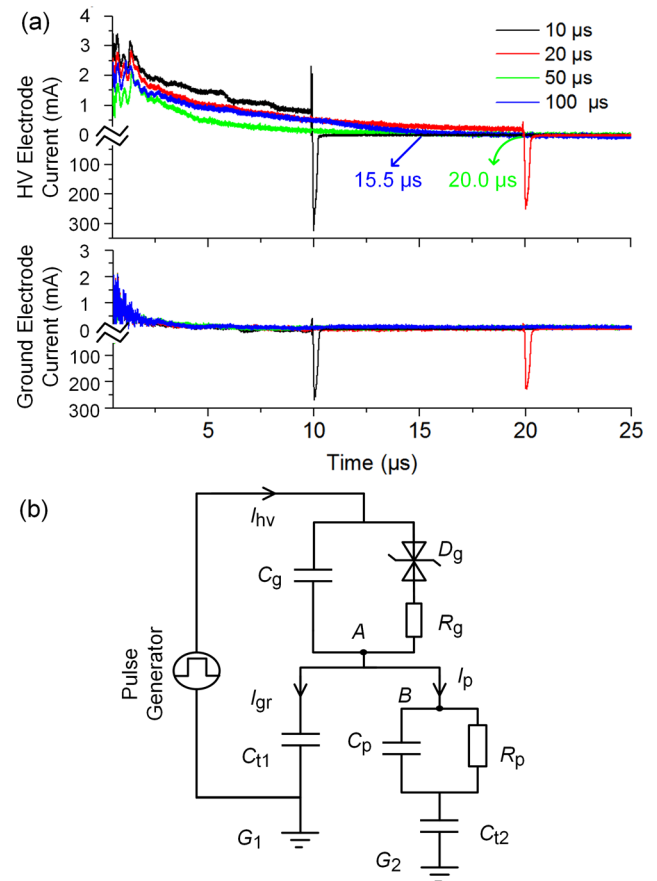 (a)
10 μs
20 μs
50 μs
100 μs
4
3
2
1
0
100
200
300
HV Electrode
Current (mA)
15.5 μs
20.0 μs
3
2
1
0
100
200
300
Ground Electrode
Current (mA)
5
10
15
20
25
Time (μs)
(b)
Ihv
Dg
Cg
Rg
A
Pulse
Generator
Igr
Ip
B
Ct1
Cp
Rp
G1
Ct2
G2